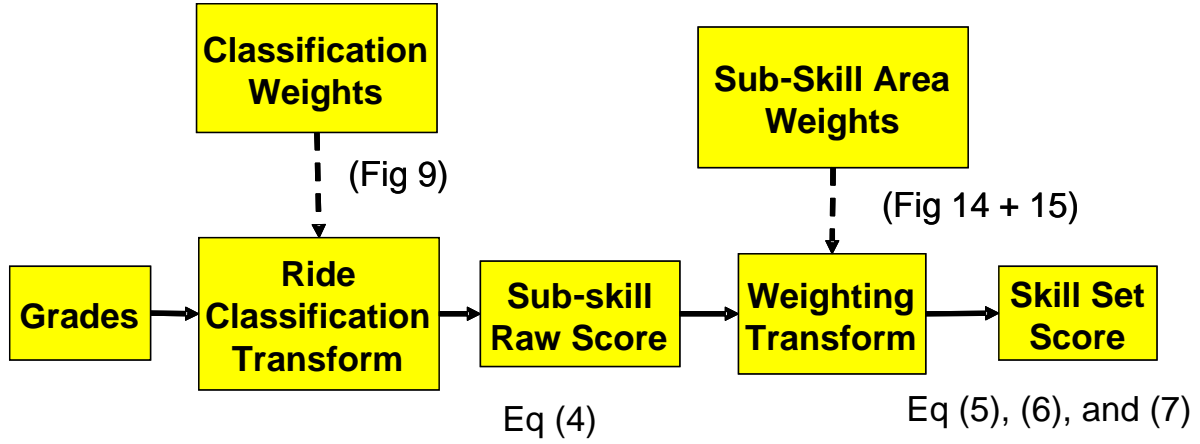 Classification
Weights
Sub-Skill Area
Weights
(Fig 9)
(Fig 14 + 15)
Grades
Ride
Classification
Transform
Sub-skill
Raw Score
Weighting
Transform
Skill Set
Score
Eq (4)
Eq (5), (6), and (7)